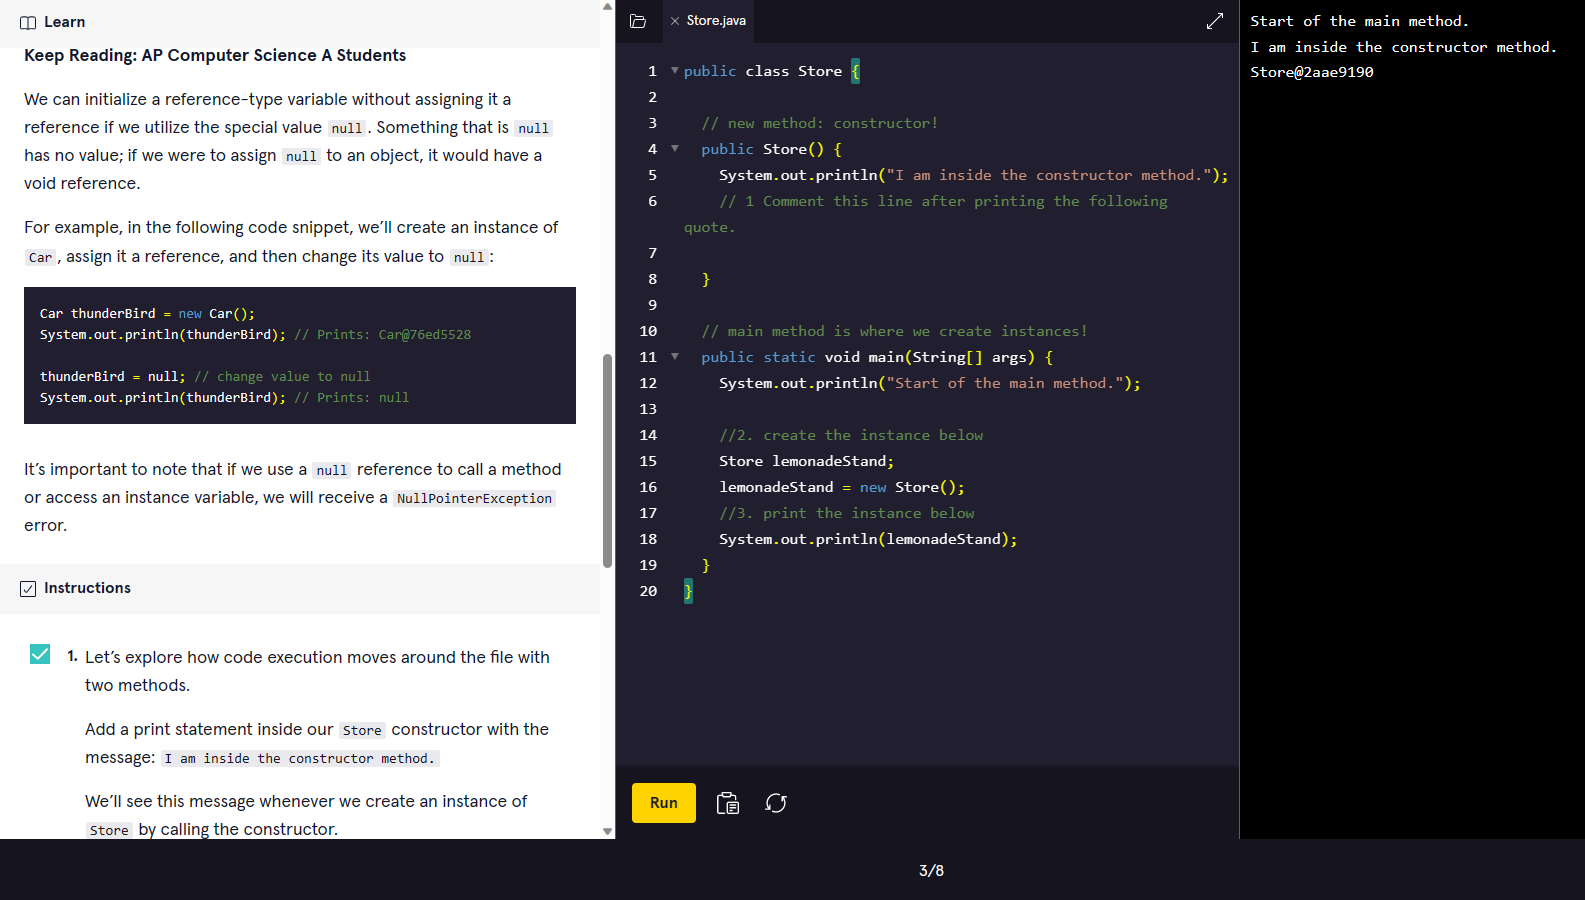 Learn
Keep Reading: AP Computer Science A Students
We can initialize a reference-type variable without assigning it a
reference if we utilize the special value null. Something that is null
has no value; if we were to assign null to an object, it would have a
void reference.
For example, in the following code snippet, we’ll create an instance of
Car, assign it a reference, and then change its value to null:
Car thunderBird = new Car();
System.out.println(thunderBird); // Prints: Car@76ed5528
thunderBird = null; // change value to null
System.out.println(thunderBird); // Prints: null
It’s important to note that if we use a null reference to call a method
or access an instance variable, we will receive a NullPointerException
error.
Instructions
1. Let’s explore how code execution moves around the file with
two methods.
Add a print statement inside our Store constructor with the
message: I am inside the constructor method.
We’ll see this message whenever we create an instance of
Store by calling the constructor.
Store.java
1 public class Store {
2
3 // new method: constructor!
4 public Store() {
5 System.out.println("I am inside the constructor method.");
6 // 1 Comment this line after printing the following
quote.
7
8 }
9
10 // main method is where we create instances!
11 public static void main(String[] args) {
12 System.out.println("Start of the main method.");
13
14 //2. create the instance below
15 Store lemonadeStand;
16 lemonadeStand = new Store();
17 //3. print the instance below
18 System.out.println(lemonadeStand);
19 }
20 }
Run
Start of the main method.
I am inside the constructor method.
Store@2aae9190
3/8